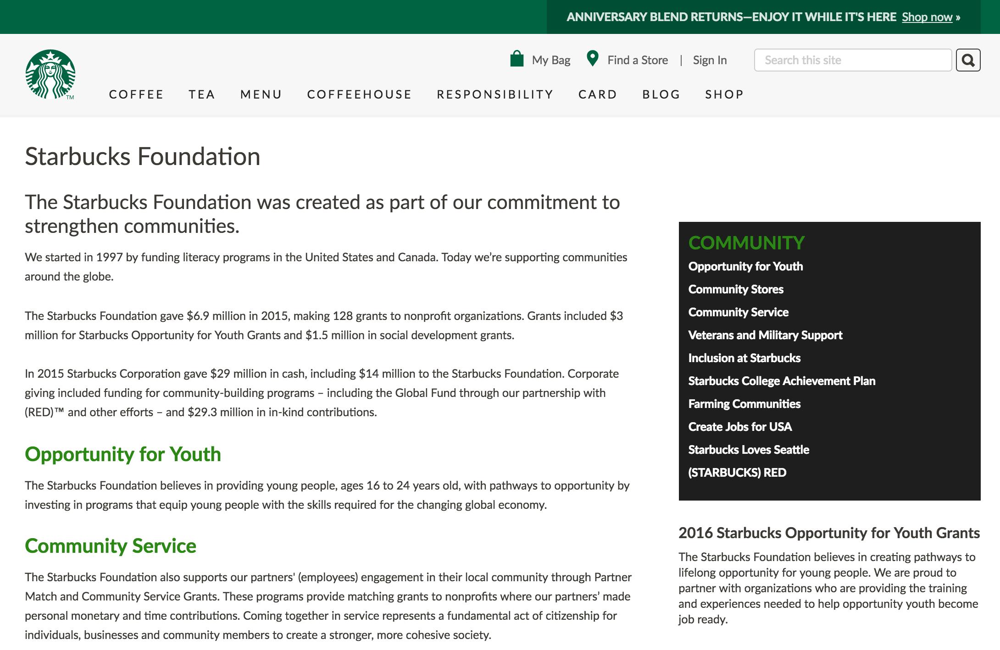 ANNIVERSARY BLEND RETURNS—ENJOY IT WHILE IT'S HERE Shop now »
My Bag
Find a Store | Sign In
Search this site
TM
COFFEE TEA MENU COFFEEHOUSE RESPONSIBILITY CARD BLOG SHOP
Starbucks Foundation
The Starbucks Foundation was created as part of our commitment to
strengthen communities.
We started in 1997 by funding literacy programs in the United States and Canada. Today we’re supporting communities
around the globe.
The Starbucks Foundation gave $6.9 million in 2015, making 128 grants to nonprofit organizations. Grants included $3
million for Starbucks Opportunity for Youth Grants and $1.5 million in social development grants.
In 2015 Starbucks Corporation gave $29 million in cash, including $14 million to the Starbucks Foundation. Corporate
giving included funding for community-building programs – including the Global Fund through our partnership with
(RED)™ and other efforts – and $29.3 million in in-kind contributions.
Opportunity for Youth
The Starbucks Foundation believes in providing young people, ages 16 to 24 years old, with pathways to opportunity by
investing in programs that equip young people with the skills required for the changing global economy.
Community Service
The Starbucks Foundation also supports our partners' (employees) engagement in their local community through Partner
Match and Community Service Grants. These programs provide matching grants to nonprofits where our partners’ made
personal monetary and time contributions. Coming together in service represents a fundamental act of citizenship for
individuals, businesses and community members to create a stronger, more cohesive society.
COMMUNITY
Opportunity for Youth
Community Stores
Community Service
Veterans and Military Support
Inclusion at Starbucks
Starbucks College Achievement Plan
Farming Communities
Create Jobs for USA
Starbucks Loves Seattle
(STARBUCKS) RED
2016 Starbucks Opportunity for Youth Grants
The Starbucks Foundation believes in creating pathways to
lifelong opportunity for young people. We are proud to
partner with organizations who are providing the training
and experiences needed to help opportunity youth become
job ready.